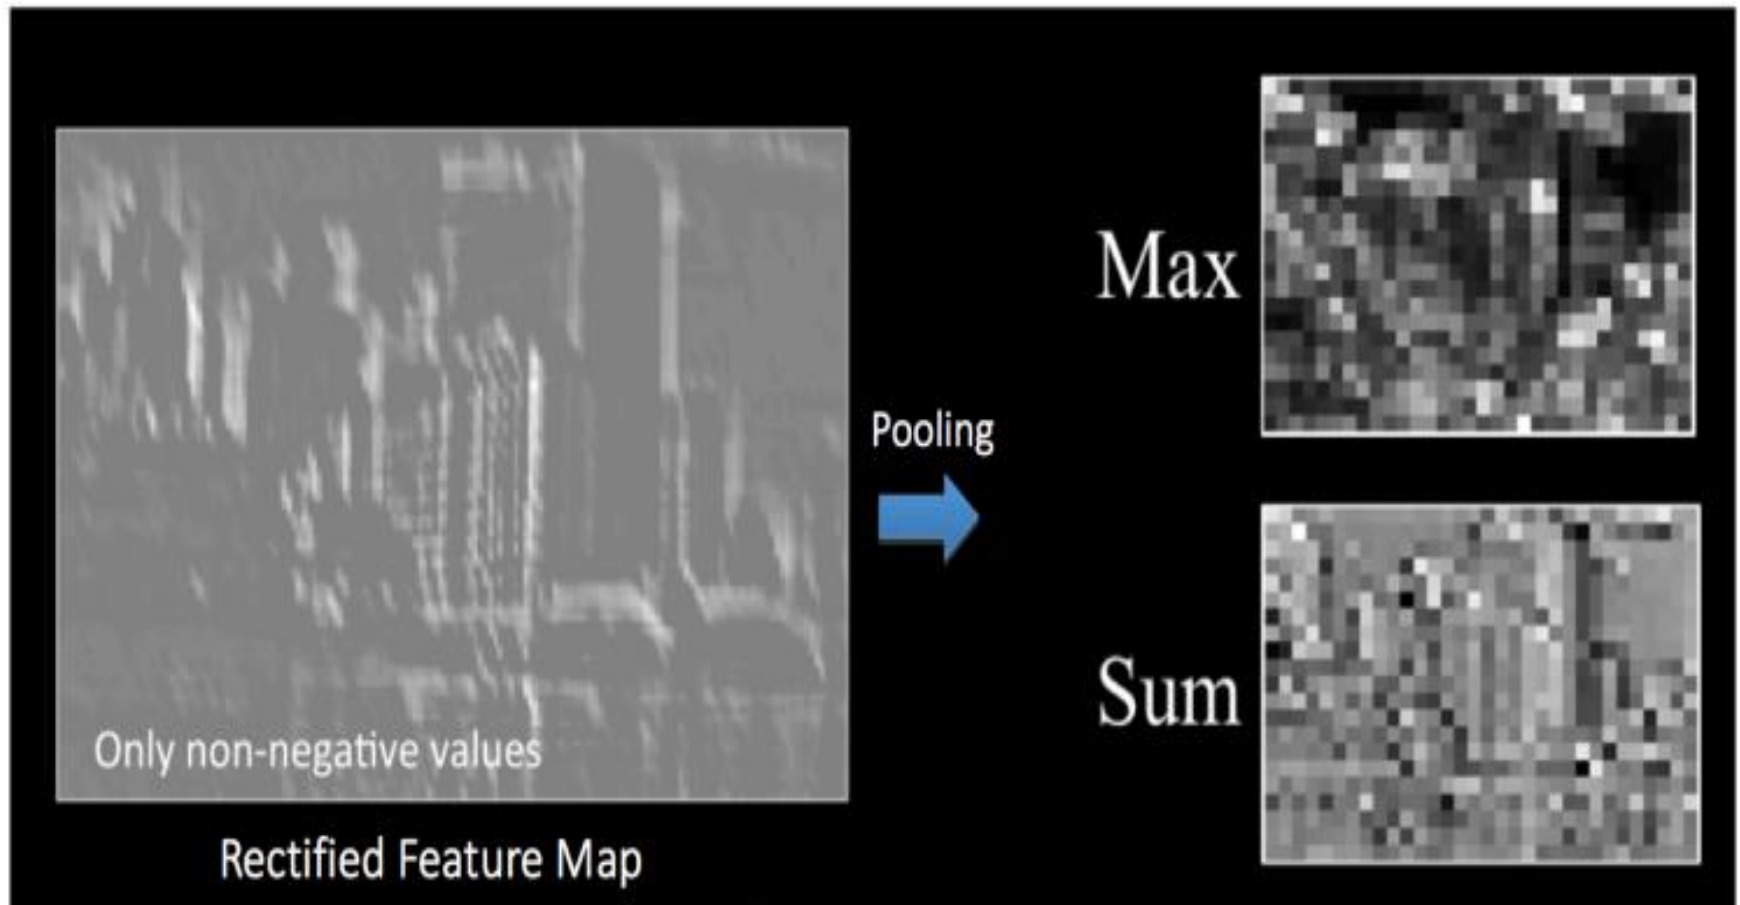 Max
Pooling
Sum
Only non-negative values
Rectified Feature Map